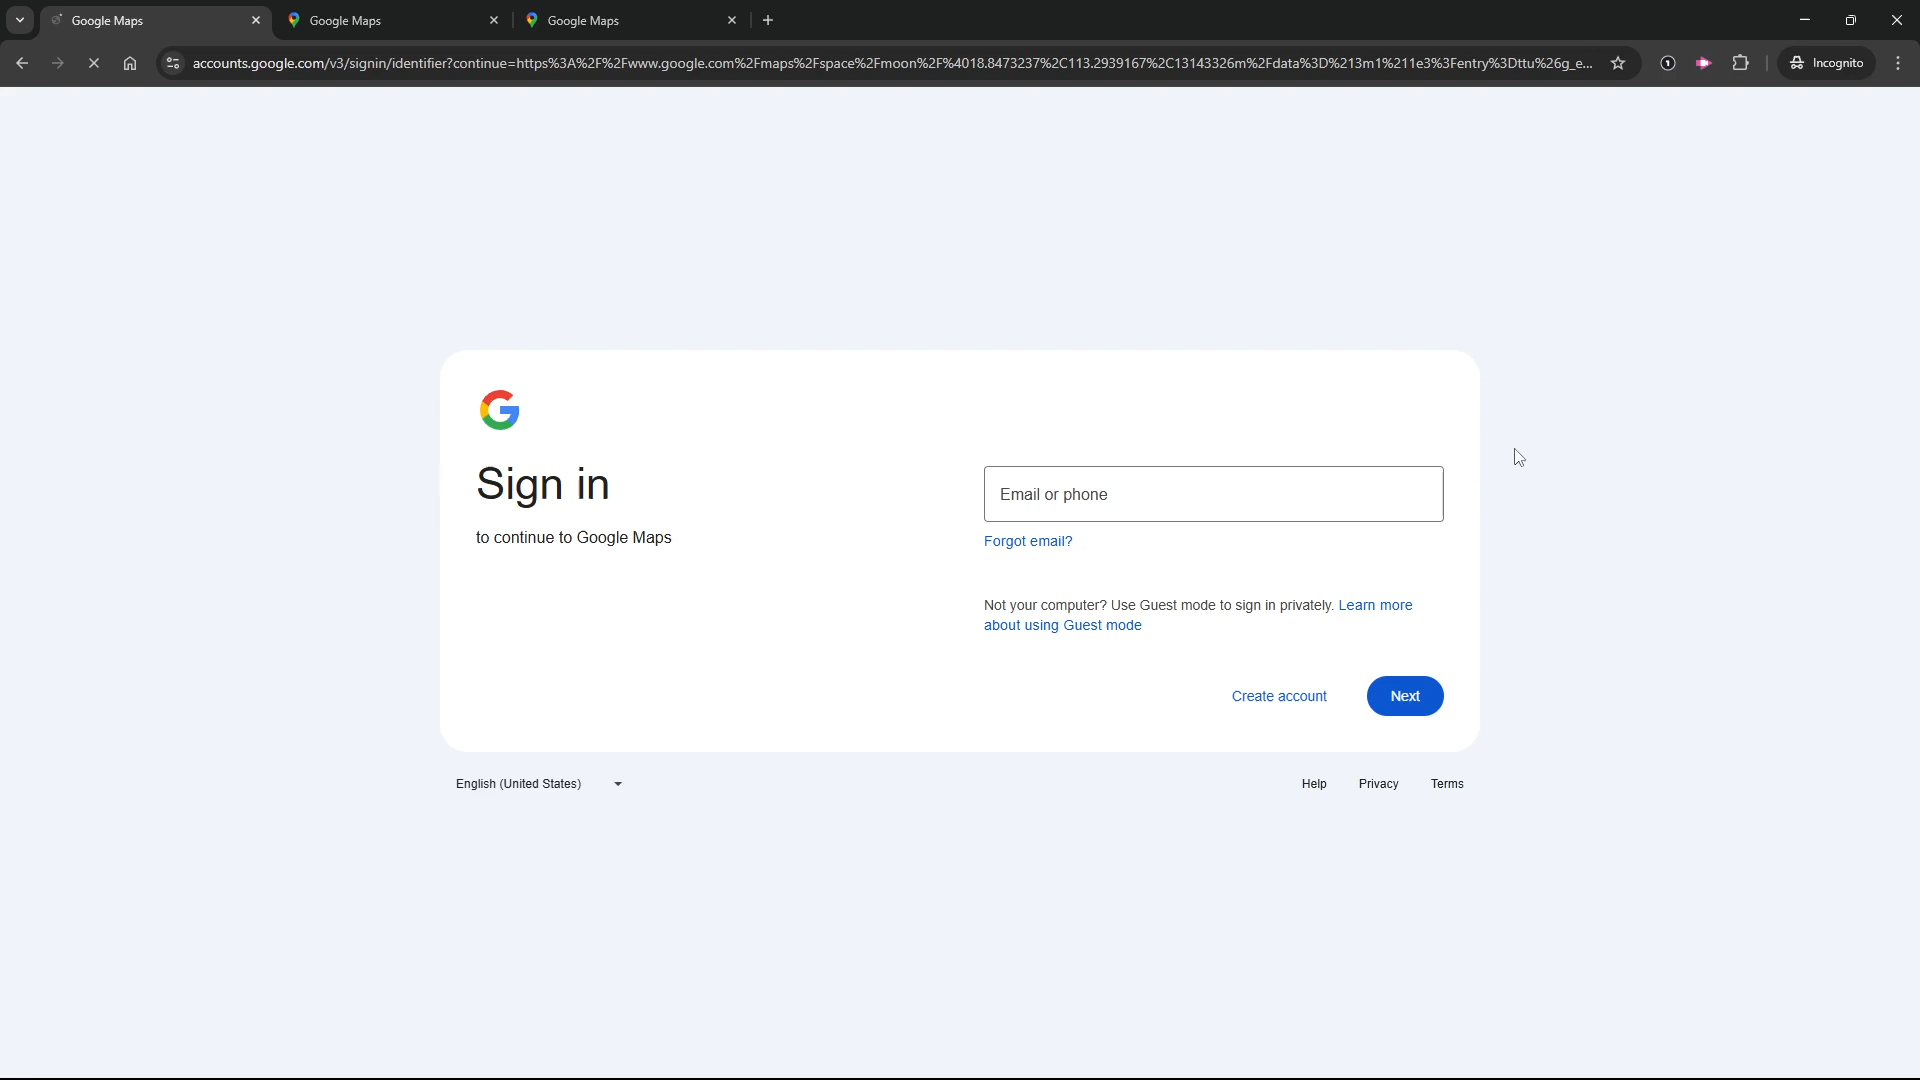 Google Maps
Google Maps
Google Maps
accounts.google.com/v3/signin/identifier?continue=https%3A%2F%2Fwww.google.com%2Fmaps%2Fspace%2Fmoon%2F%4018.8473237%2C113.2939167%2C13143326m%2Fdata%3D%213m1%211e3%3Fentry%3Dttu%26g_e...
Incognito
Sign in
to continue to Google Maps
Email or phone
Forgot email?
Not your computer? Use Guest mode to sign in privately. Learn more
about using Guest mode
Create account
Next
English (United States)
Help
Privacy
Terms